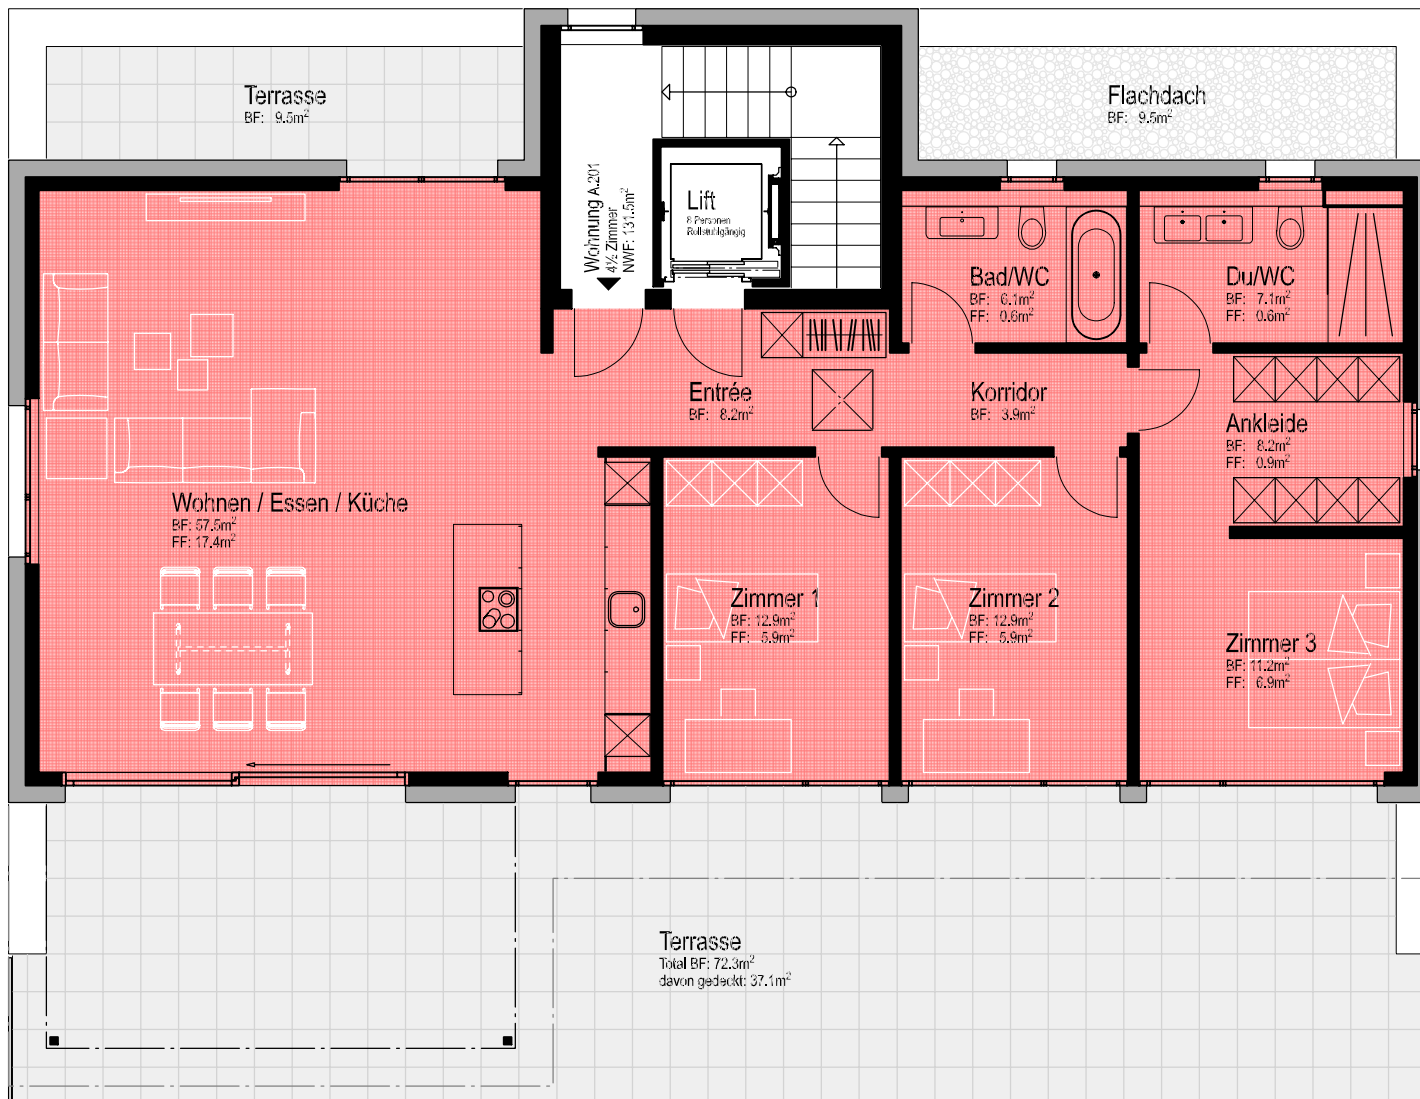 Terrasse
BF: 9.5m²
Flachdach
BF: 9.5m²
Wohnung A.201
4½ Zimmer
NWF: 131.5m²
Lift
8 Personen
Rollstuhlgängig
Bad/WC
BF: 6.1m²
FF: 0.6m²
Du/WC
BF: 7.1m²
FF: 0.6m²
Entrée
BF: 8.2m²
Korridor
BF: 3.9m²
Ankleide
BF: 8.2m²
FF: 0.9m²
Wohnen / Essen / Küche
BF: 57.5m²
FF: 17.4m²
Zimmer 1
BF: 12.9m²
FF: 5.9m²
Zimmer 2
BF: 12.9m²
FF: 5.9m²
Zimmer 3
BF: 11.2m²
FF: 6.9m²
Terrasse
Total BF: 72.3m²
davon gedeckt: 37.1m²